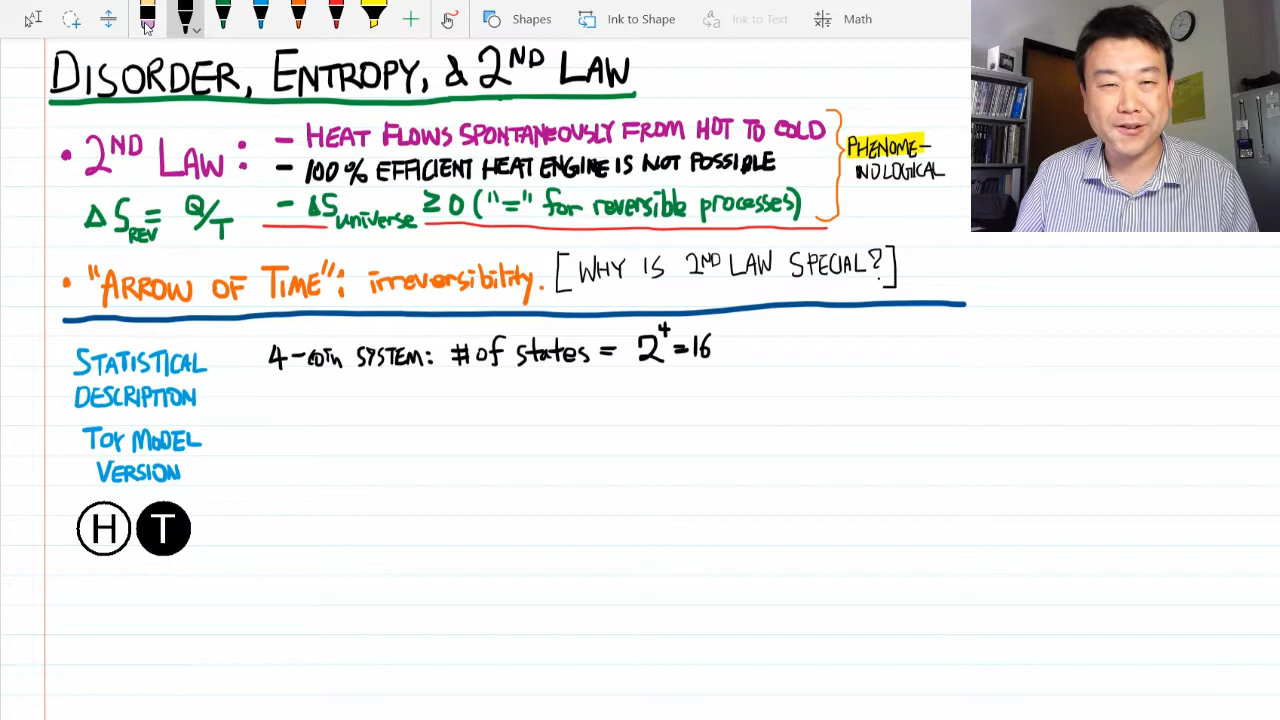 Shapes Ink to Shape Ink to Text Math
DISORDER, ENTROPY, & 2ND LAW
• 2ND LAW: - HEAT FLOWS SPONTANEOUSLY FROM HOT TO COLD
- 100% EFFICIENT HEAT ENGINE IS NOT POSSIBLE
ΔS_REV = Q/T - ΔS_universe ≥ 0 ("=" for reversible processes)
PHENOME-
NOLOGICAL
• "ARROW OF TIME": irreversibility. [WHY IS 2ND LAW SPECIAL?]
STATISTICAL
DESCRIPTION
4-coin SYSTEM: # of states = 2^4 = 16
TOY MODEL
VERSION
H T